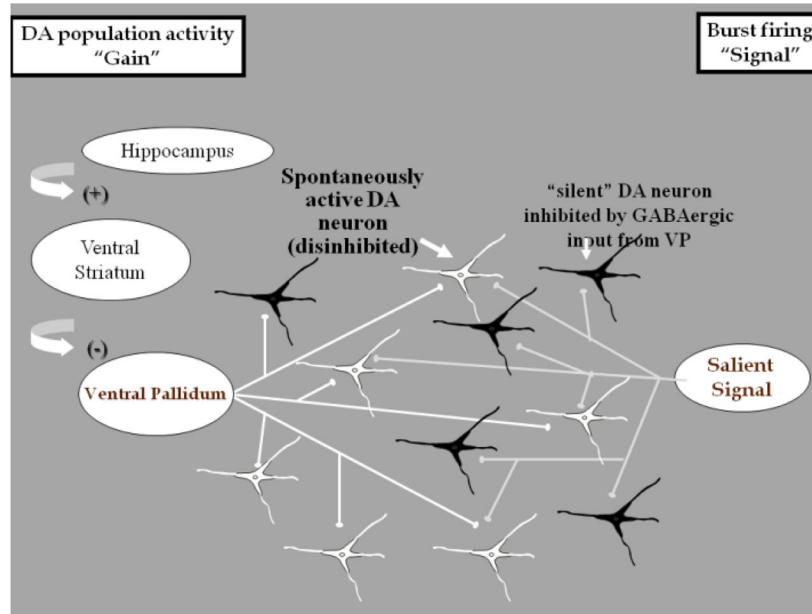 DA population activity
“Gain”
Burst firing
“Signal”
Hippocampus
(+)
Ventral
Striatum
(-)
Ventral Pallidum
Spontaneously
active DA
neuron
(disinhibited)
“silent” DA neuron
inhibited by GABAergic
input from VP
Salient
Signal